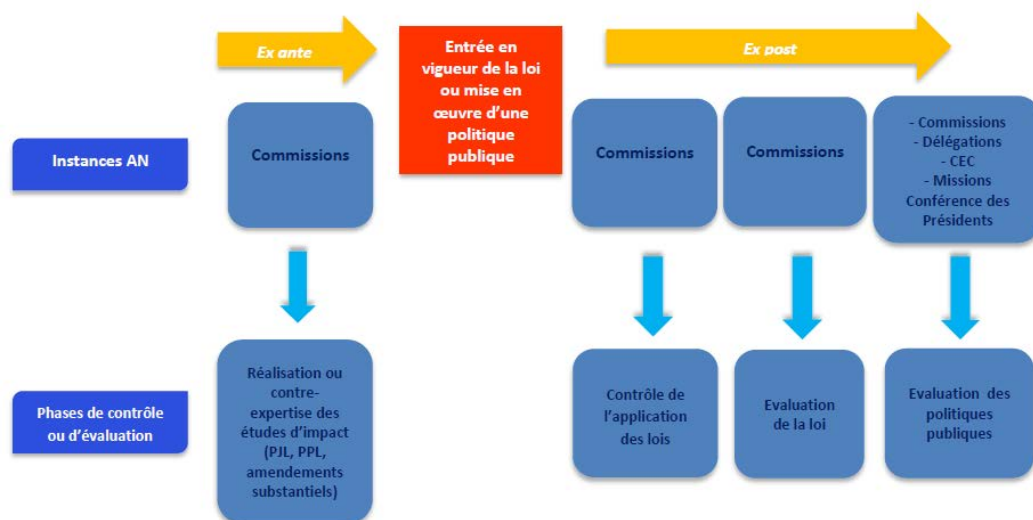 Ex ante
Entrée en
vigueur de la loi
ou mise en
œuvre d’une
politique
publique
Ex post
Instances AN
Commissions
Commissions
Commissions
- Commissions
- Délégations
- CEC
- Missions
Conférence des
Présidents
Phases de contrôle
ou d’évaluation
Réalisation ou
contre-
expertise des
études d’impact
(PJL, PPL,
amendements
substantiels)
Contrôle de
l’application
des lois
Evaluation
de la loi
Evaluation des
politiques
publiques